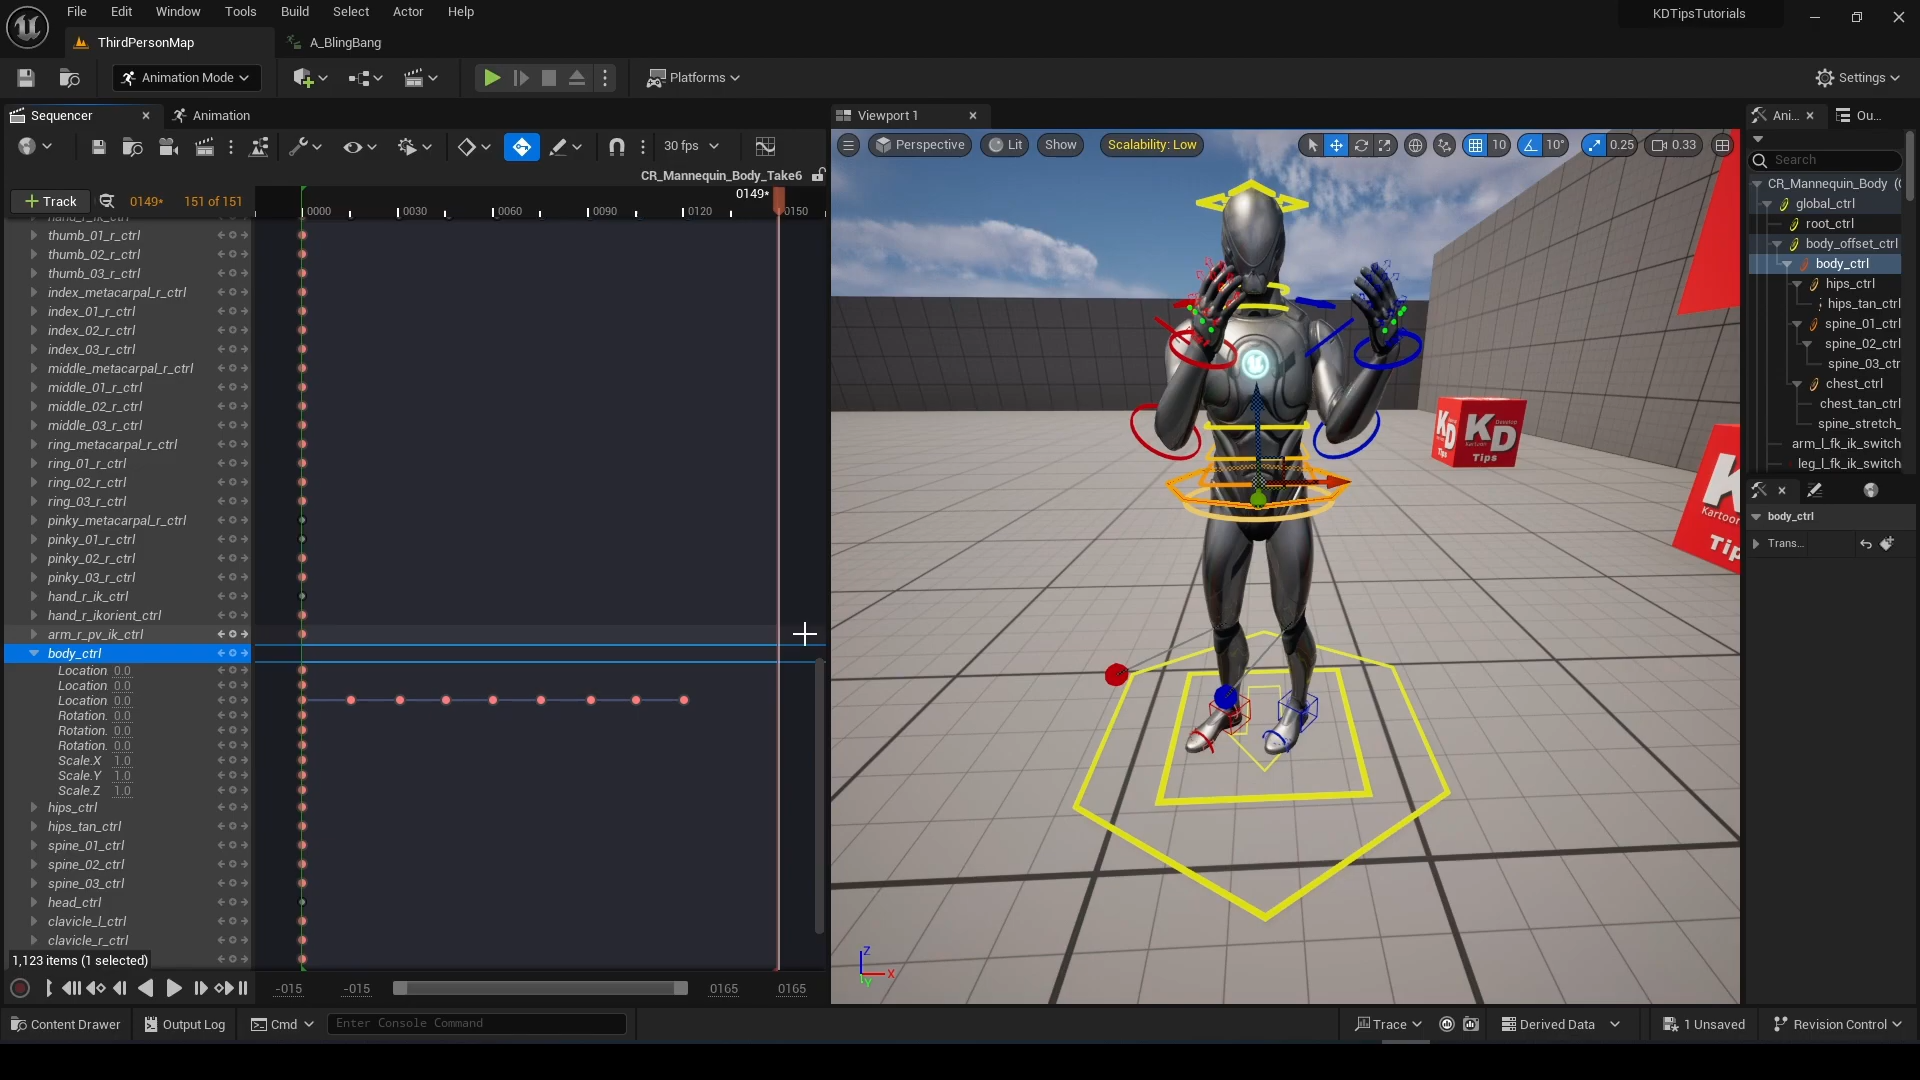 File Edit Window Tools Build Select Actor Help
KDTipsTutorials
ThirdPersonMap
A_BlingBang
Animation Mode
Platforms
Settings
Sequencer
Animation
30 fps
CR_Mannequin_Body_Take6
Track
0149*
151 of 151
0149*
0000 0030 0060 0090 0120 0150
thumb_01_r_ctrl
thumb_02_r_ctrl
thumb_03_r_ctrl
index_metacarpal_r_ctrl
index_01_r_ctrl
index_02_r_ctrl
index_03_r_ctrl
middle_metacarpal_r_ctrl
middle_01_r_ctrl
middle_02_r_ctrl
middle_03_r_ctrl
ring_metacarpal_r_ctrl
ring_01_r_ctrl
ring_02_r_ctrl
ring_03_r_ctrl
pinky_metacarpal_r_ctrl
pinky_01_r_ctrl
pinky_02_r_ctrl
pinky_03_r_ctrl
hand_r_ik_ctrl
hand_r_ikorient_ctrl
arm_r_pv_ik_ctrl
body_ctrl
Location 0.0
Location 0.0
Location 0.0
Rotation. 0.0
Rotation. 0.0
Rotation. 0.0
Scale.X 1.0
Scale.Y 1.0
Scale.Z 1.0
hips_ctrl
hips_tan_ctrl
spine_01_ctrl
spine_02_ctrl
spine_03_ctrl
head_ctrl
clavicle_l_ctrl
clavicle_r_ctrl
1,123 items (1 selected)
-015 -015 0165 0165
Viewport 1
Perspective Lit Show Scalability: Low
10 10° 0.25 0.33
KD
Tips
KD
Tips
Kartoon
Tip
Z
X
Y
Ani...
Ou...
Search
CR_Mannequin_Body (
global_ctrl
root_ctrl
body_offset_ctrl
body_ctrl
hips_ctrl
hips_tan_ctrl
spine_01_ctrl
spine_02_ctrl
spine_03_ctr
chest_ctrl
chest_tan_ctrl
spine_stretch_
arm_l_fk_ik_switch
leg_l_fk_ik_switch
body_ctrl
Trans...
Content Drawer
Output Log
Cmd
Enter Console Command
Trace
Derived Data
1 Unsaved
Revision Control